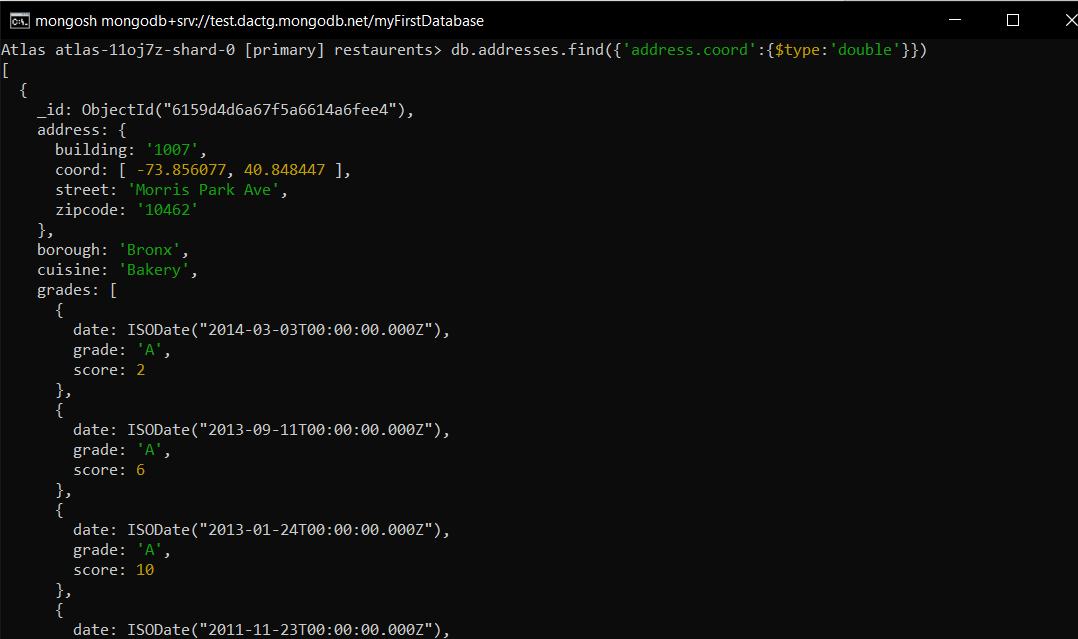 mongosh mongodb+srv://test.dactg.mongodb.net/myFirstDatabase
Atlas atlas-11oj7z-shard-0 [primary] restaurents> db.addresses.find({'address.coord':{$type:'double'}})
[
  {
    _id: ObjectId("6159d4d6a67f5a6614a6fee4"),
    address: {
      building: '1007',
      coord: [ -73.856077, 40.848447 ],
      street: 'Morris Park Ave',
      zipcode: '10462'
    },
    borough: 'Bronx',
    cuisine: 'Bakery',
    grades: [
      {
        date: ISODate("2014-03-03T00:00:00.000Z"),
        grade: 'A',
        score: 2
      },
      {
        date: ISODate("2013-09-11T00:00:00.000Z"),
        grade: 'A',
        score: 6
      },
      {
        date: ISODate("2013-01-24T00:00:00.000Z"),
        grade: 'A',
        score: 10
      },
      {
        date: ISODate("2011-11-23T00:00:00.000Z"),